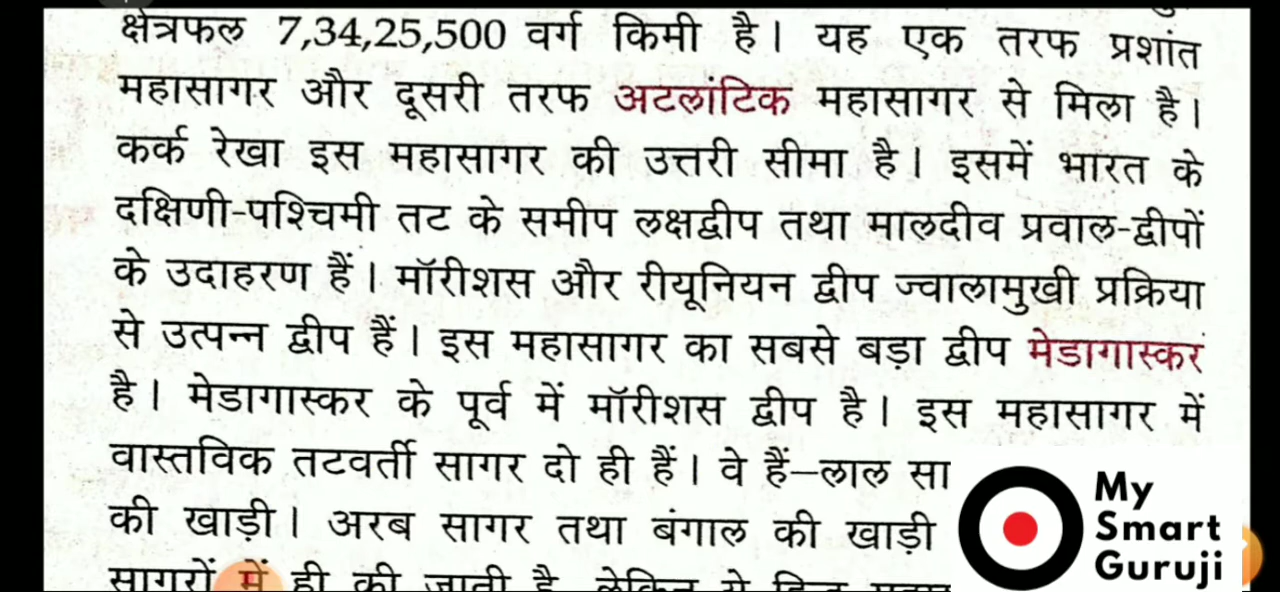 क्षेत्रफल 7,34,25,500 वर्ग किमी है। यह एक तरफ प्रशांत
महासागर और दूसरी तरफ अटलांटिक महासागर से मिला है।
कर्क रेखा इस महासागर की उत्तरी सीमा है। इसमें भारत के
दक्षिणी-पश्चिमी तट के समीप लक्षद्वीप तथा मालदीव प्रवाल-द्वीपों
के उदाहरण हैं। मॉरीशस और रीयूनियन द्वीप ज्वालामुखी प्रक्रिया
से उत्पन्न द्वीप हैं। इस महासागर का सबसे बड़ा द्वीप मेडागास्कर
है। मेडागास्कर के पूर्व में मॉरीशस द्वीप है। इस महासागर में
वास्तविक तटवर्ती सागर दो ही हैं। वे हैं–लाल सा
की खाड़ी। अरब सागर तथा बंगाल की खाड़ी
सागरों में ही की जाती है, लेकिन ये हिन्द
My
Smart
Guruji